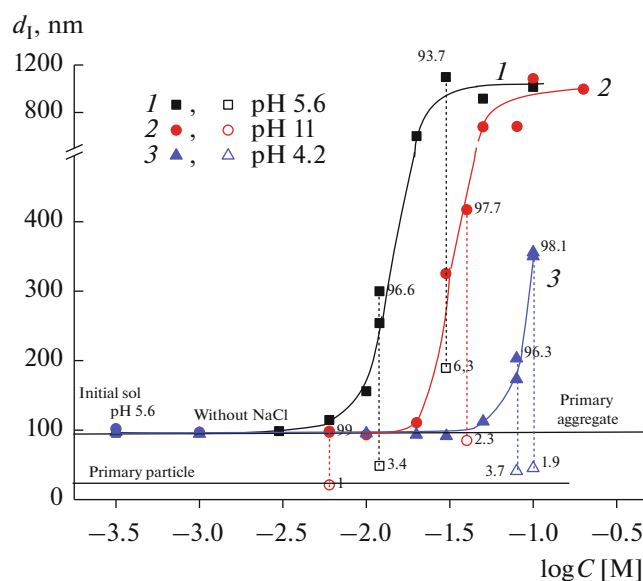 d_I, nm
1200
800
400
300
200
100
0
1 ■, □ pH 5.6
2 ●, ○ pH 11
3 ▲, △ pH 4.2
93.7
1
2
97.7
96.6
98.1
3
96.3
6,3
Initial sol
pH 5.6
Without NaCl
99
Primary
aggregate
2.3
3.4
3.7
1.9
Primary particle
1
−3.5 −3.0 −2.5 −2.0 −1.5 −1.0 −0.5
log C [M]